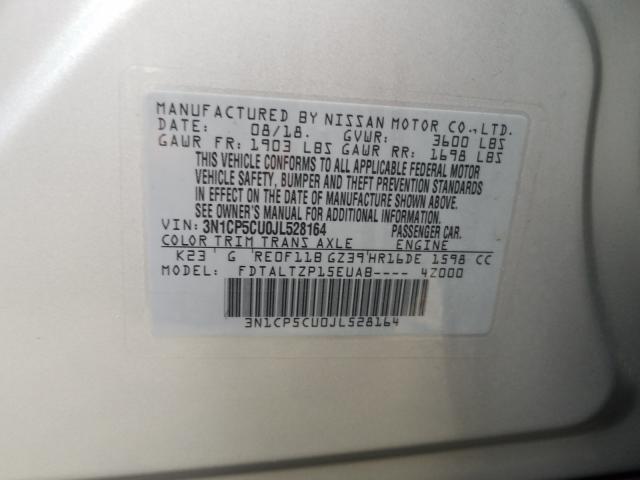 MANUFACTURED BY NISSAN MOTOR CO.,LTD.
DATE: 08/18. GVWR: 3600 LBS
GAWR FR: 1903 LBS GAWR RR: 1698 LBS
THIS VEHICLE CONFORMS TO ALL APPLICABLE FEDERAL MOTOR
VEHICLE SAFETY, BUMPER AND THEFT PREVENTION STANDARDS
IN EFFECT ON THE DATE OF MANUFACTURE SHOWN ABOVE.
SEE OWNER'S MANUAL FOR ADDITIONAL INFORMATION.
VIN: 3N1CP5CU0JL528164 PASSENGER CAR.
COLOR TRIM TRANS AXLE ENGINE
K23 G RE0F11B GZ39 HR16DE 1598 CC
MODEL: FDTALTZP15EUAB---- 4Z000
3N1CP5CU0JL528164